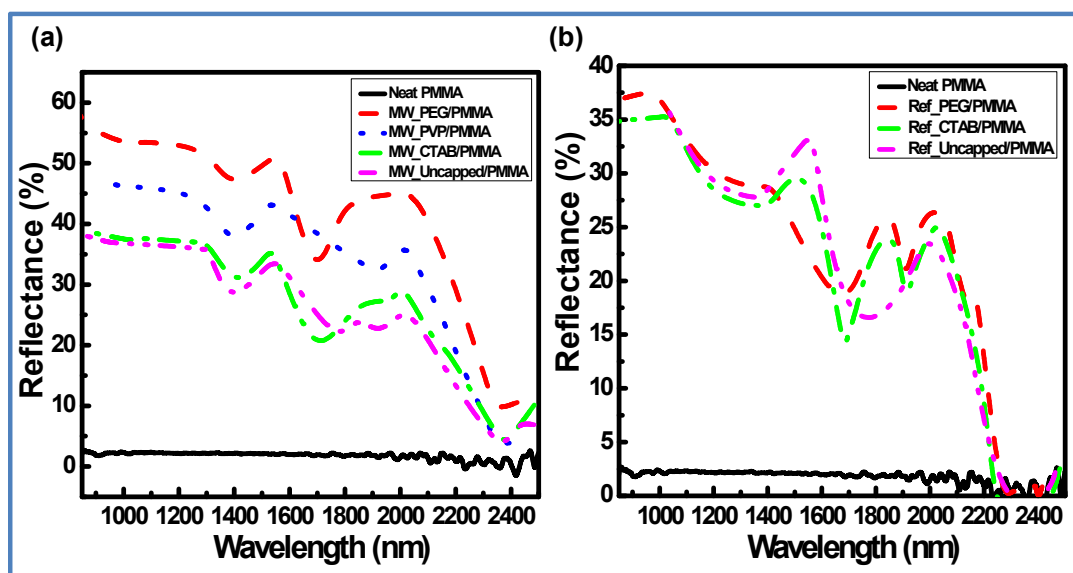 (a)
Reflectance (%)
60
50
40
30
20
10
0
Neat PMMA
MW_PEG/PMMA
MW_PVP/PMMA
MW_CTAB/PMMA
MW_Uncapped/PMMA
1000 1200 1400 1600 1800 2000 2200 2400
Wavelength (nm)
(b)
Reflectance (%)
40
35
30
25
20
15
10
5
0
Neat PMMA
Ref_PEG/PMMA
Ref_CTAB/PMMA
Ref_Uncapped/PMMA
1000 1200 1400 1600 1800 2000 2200 2400
Wavelength (nm)